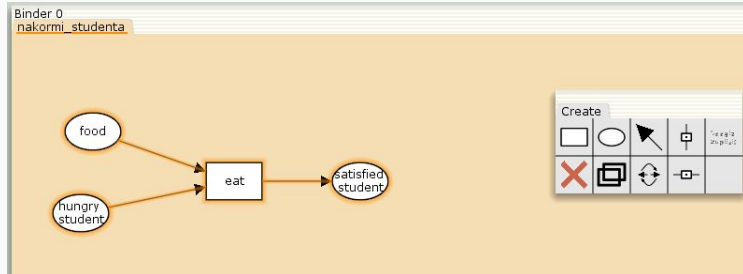 Binder 0
nakormi_studenta
Create
food
eat
satisfied
student
hungry
student